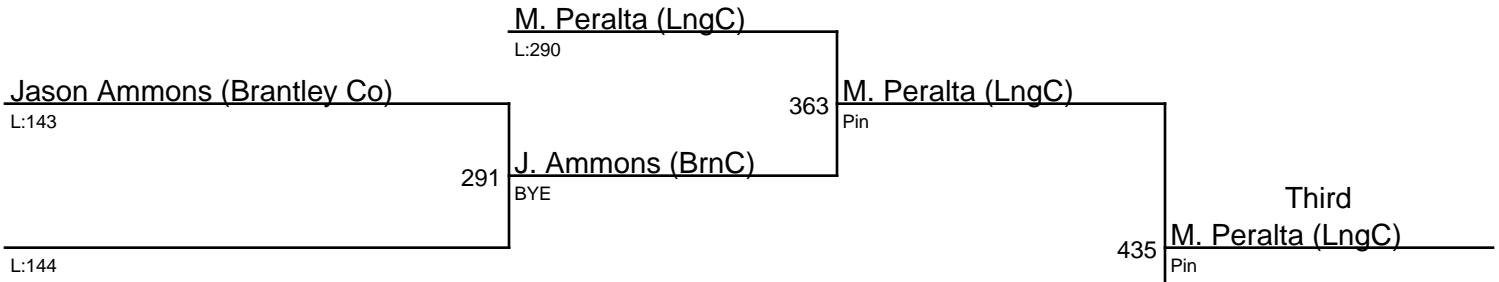 M. Peralta (LngC)
L:290
Jason Ammons (Brantley Co)
L:143
363
M. Peralta (LngC)
Pin
291
J. Ammons (BrnC)
BYE
L:144
Third
435
M. Peralta (LngC)
Pin